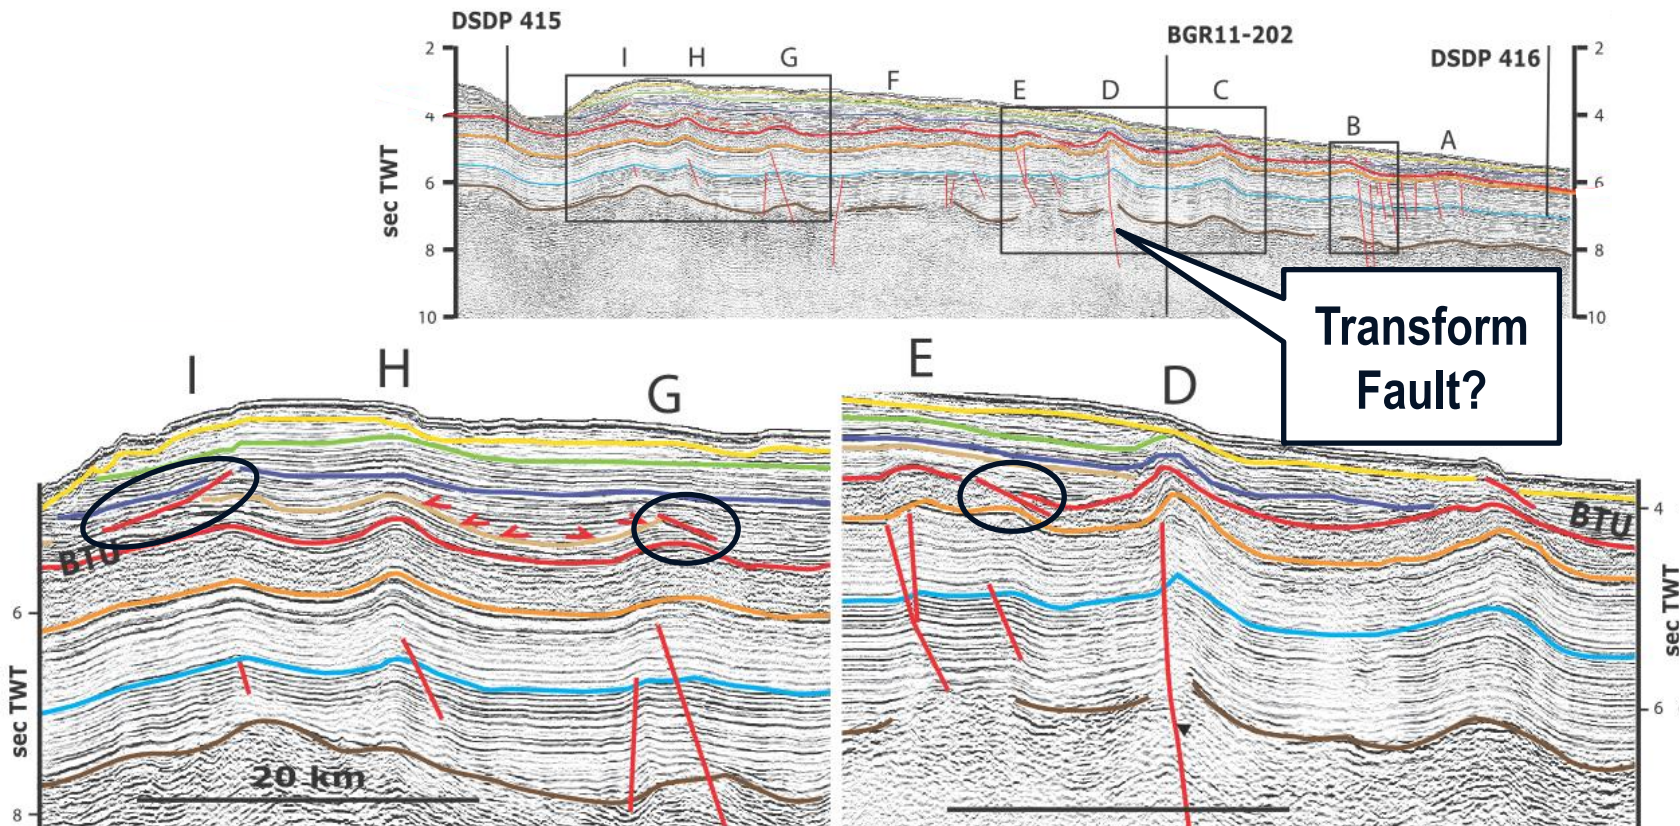 DSDP 415
BGR11-202
DSDP 416
I H G F E D C B A
2 2
4 4
6 6
8 8
10 10
sec TWT
Transform
Fault?
I H G
BTU
6
8
sec TWT
20 km
E D
BTU
4
6
sec TWT